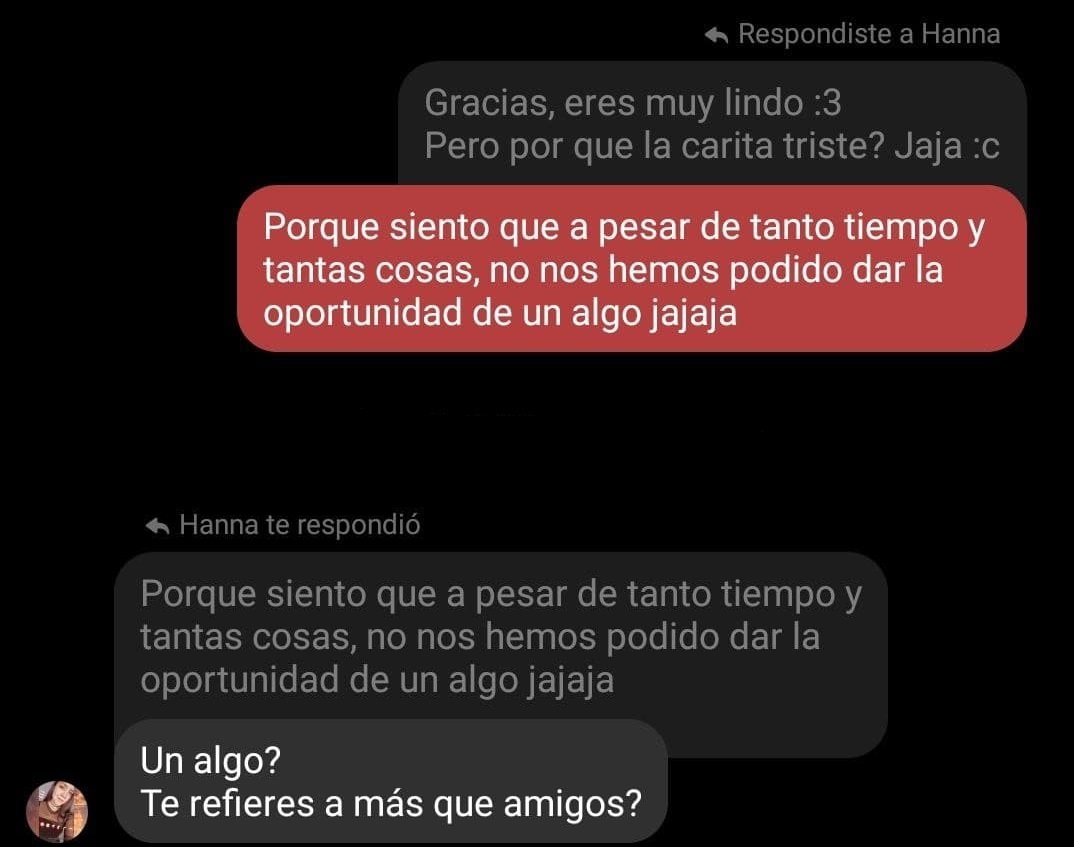 Respondiste a Hanna
Gracias, eres muy lindo :3
Pero por que la carita triste? Jaja :c
Porque siento que a pesar de tanto tiempo y
tantas cosas, no nos hemos podido dar la
oportunidad de un algo jajaja
Hanna te respondió
Porque siento que a pesar de tanto tiempo y
tantas cosas, no nos hemos podido dar la
oportunidad de un algo jajaja
Un algo?
Te refieres a más que amigos?